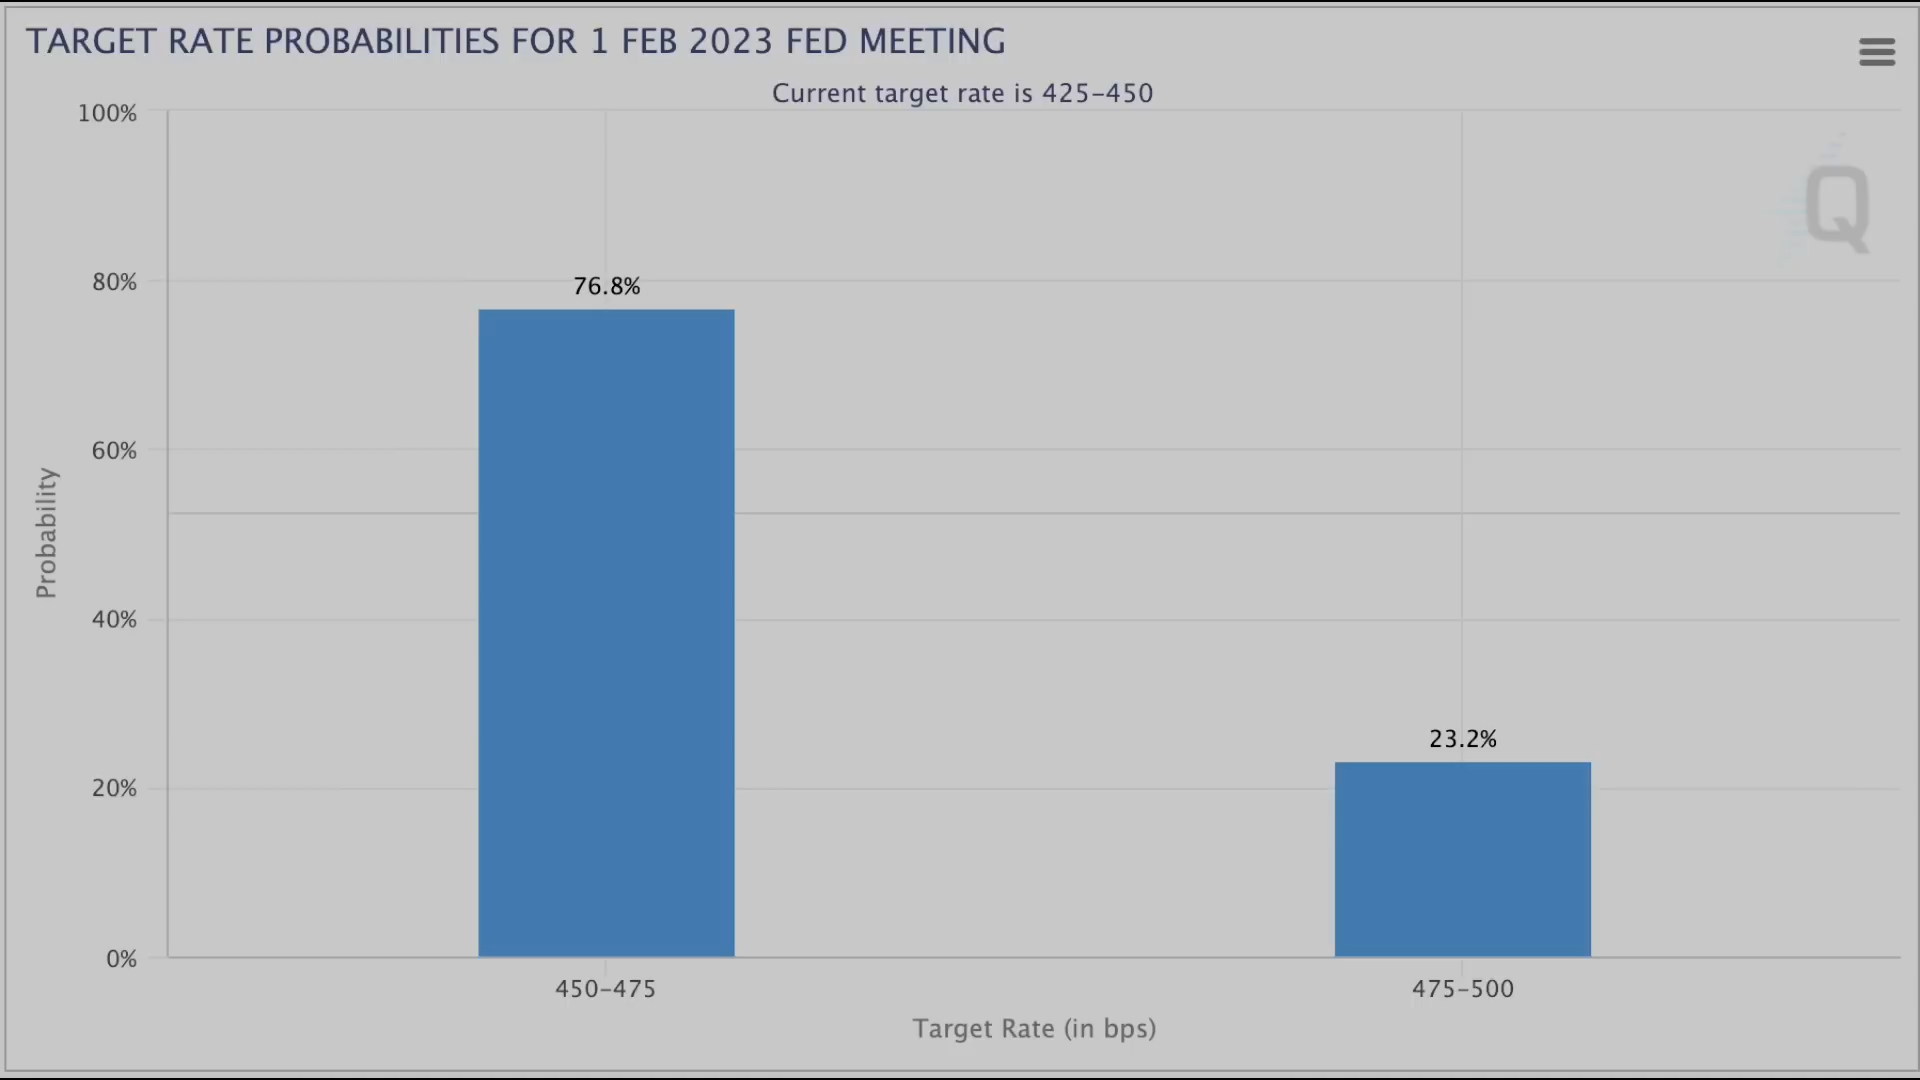 TARGET RATE PROBABILITIES FOR 1 FEB 2023 FED MEETING
Current target rate is 425–450
100%
80%
60%
40%
20%
0%
Probability
76.8%
23.2%
450–475
475–500
Target Rate (in bps)
Q